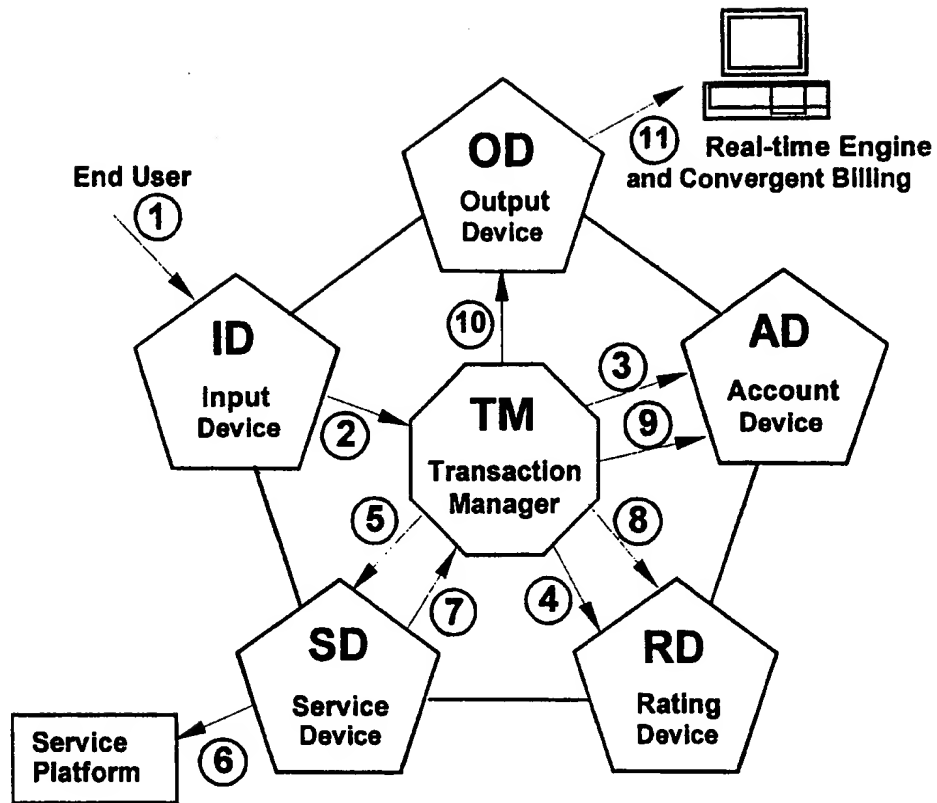 OD
Output
Device
11
Real-time Engine
and Convergent Billing
End User
1
10
ID
Input
Device
2
TM
Transaction
Manager
3
9
AD
Account
Device
5
7
8
4
SD
Service
Device
RD
Rating
Device
Service
Platform
6